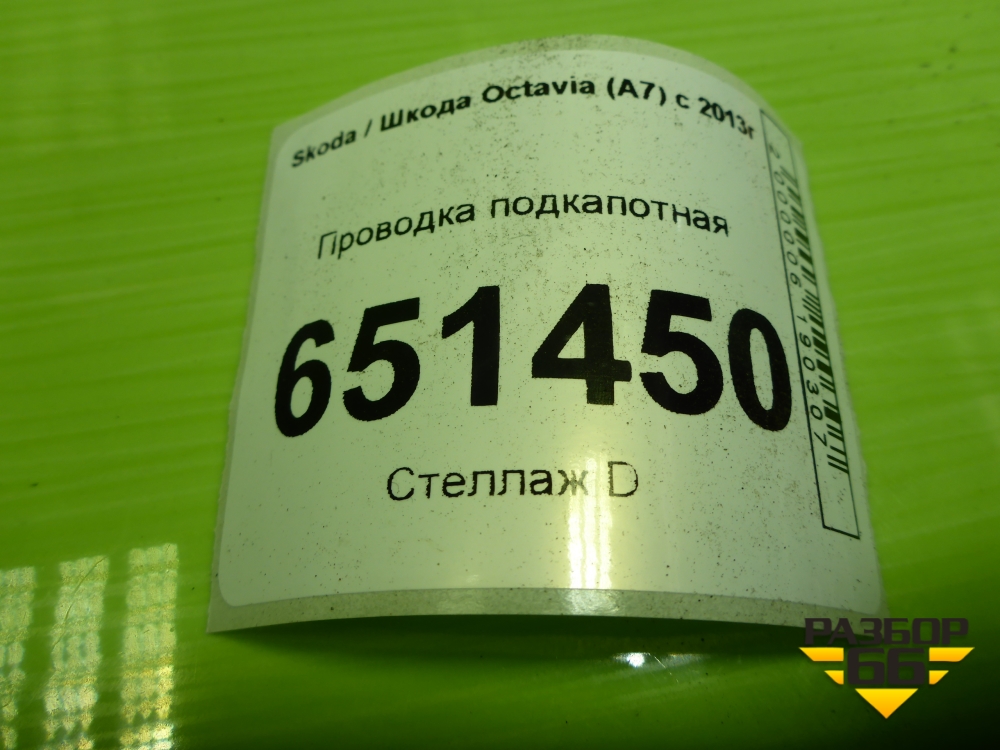 Skoda / Шкода Octavia (A7) с 2013г
Проводка подкапотная
651450
Стеллаж D
2000006190307
РАЗБОР
66